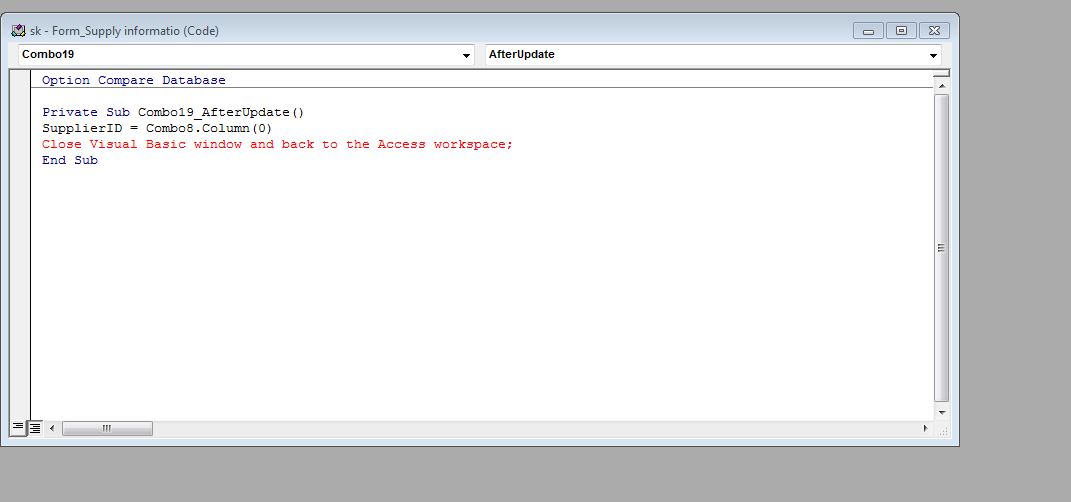 sk - Form_Supply informatio (Code)
Combo19 AfterUpdate
Option Compare Database
Private Sub Combo19_AfterUpdate()
SupplierID = Combo8.Column(0)
Close Visual Basic window and back to the Access workspace;
End Sub